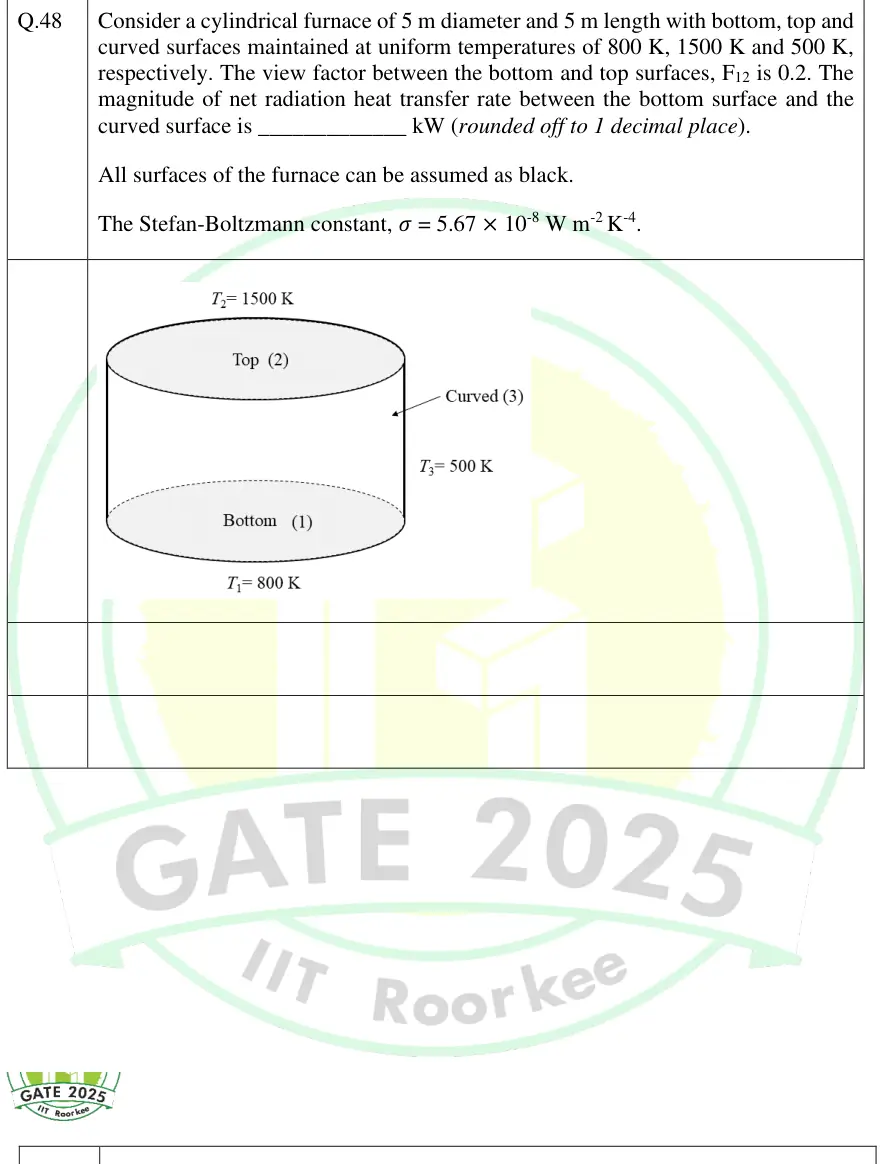 Q.48 Consider a cylindrical furnace of 5 m diameter and 5 m length with bottom, top and
curved surfaces maintained at uniform temperatures of 800 K, 1500 K and 500 K,
respectively. The view factor between the bottom and top surfaces, F₁₂ is 0.2. The
magnitude of net radiation heat transfer rate between the bottom surface and the
curved surface is ______________ kW (rounded off to 1 decimal place).
All surfaces of the furnace can be assumed as black.
The Stefan-Boltzmann constant, σ = 5.67 × 10⁻⁸ W m⁻² K⁻⁴.
T₂= 1500 K
Top (2)
Curved (3)
T₃= 500 K
Bottom (1)
T₁= 800 K
GATE 2025
IIT Roorkee
GATE 2025
IIT Roorkee